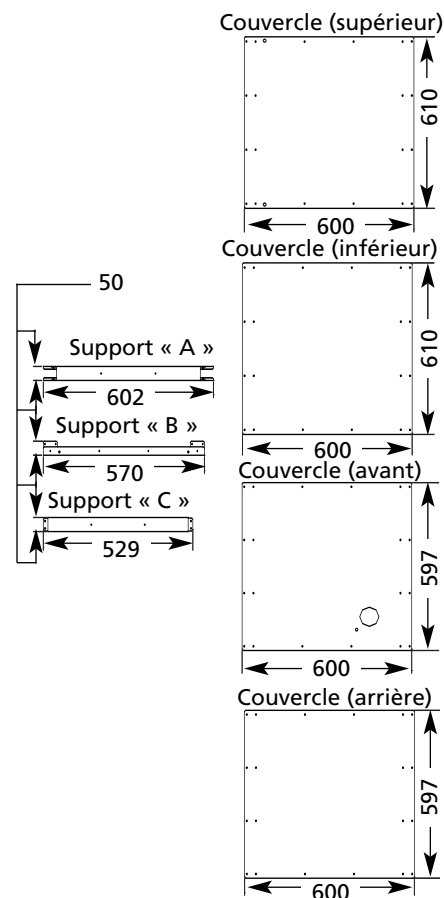 Couvercle (supérieur)
610
600
Couvercle (inférieur)
50
Support « A »
610
602
Support « B »
600
570
Couvercle (avant)
Support « C »
529
597
600
Couvercle (arrière)
597
600